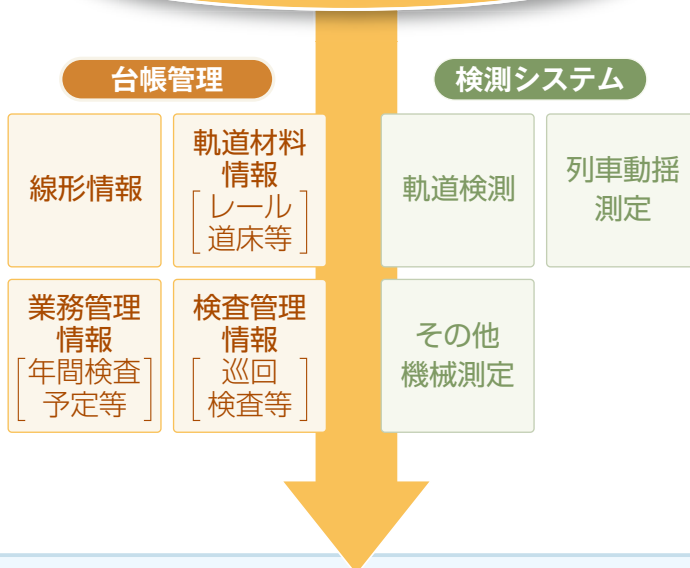 台帳管理
線形情報
軌道材料
情報
[レール
道床等]
業務管理
情報
[年間検査
予定等]
検査管理
情報
[巡回
検査等]
検測システム
軌道検測
列車動揺
測定
その他
機械測定